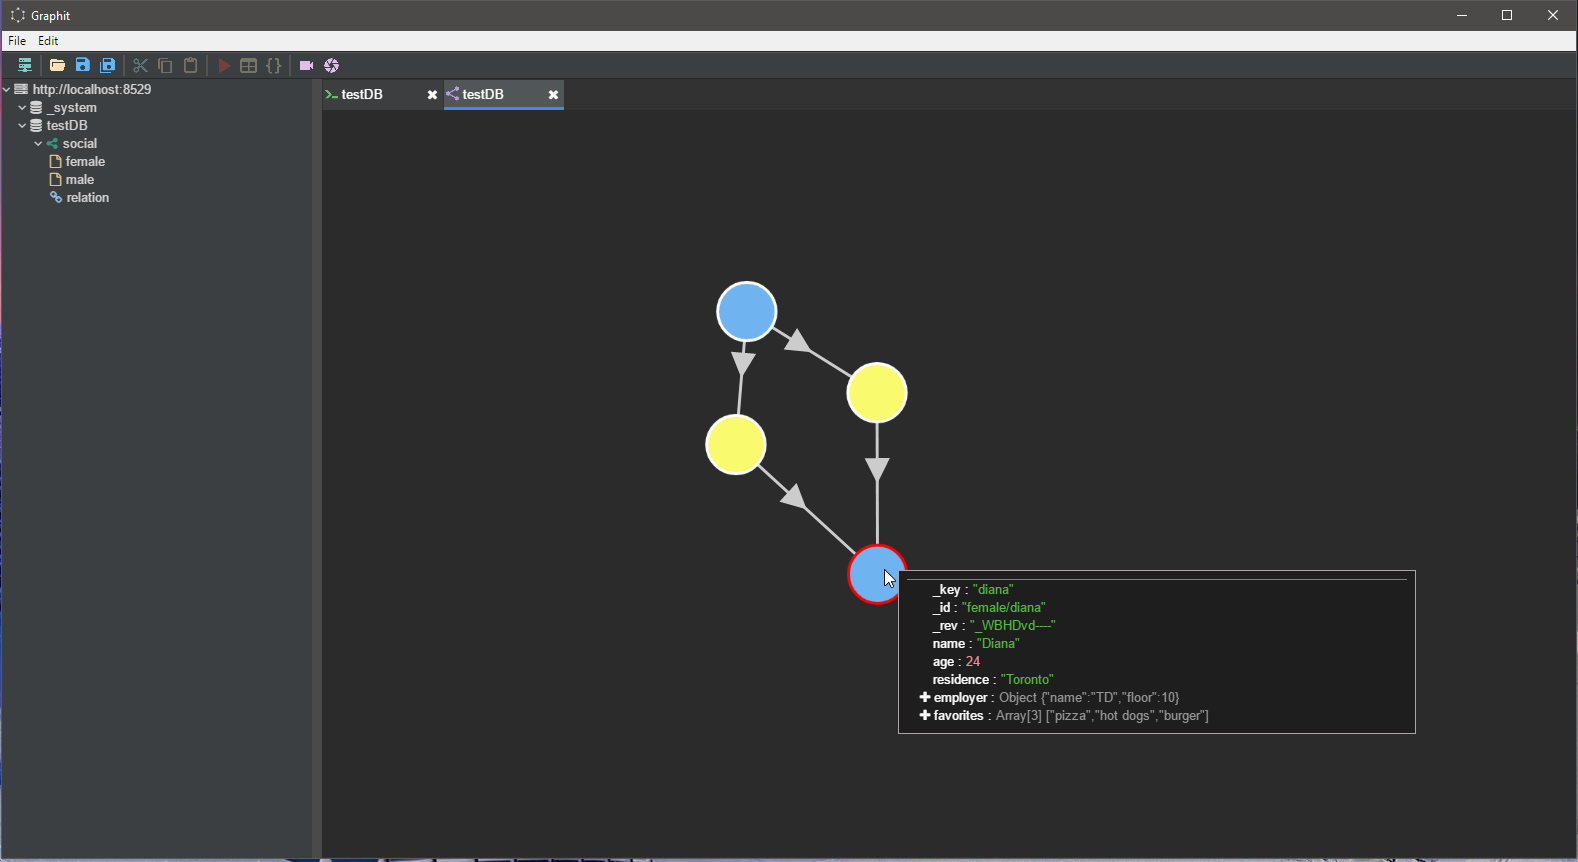 Graphit
File Edit
http://localhost:8529
_system
testDB
social
female
male
relation
testDB
testDB
_key : "diana"
_id : "female/diana"
_rev : "_WBHDvd----"
name : "Diana"
age : 24
residence : "Toronto"
employer : Object {"name":"TD","floor":10}
favorites : Array[3] ["pizza","hot dogs","burger"]